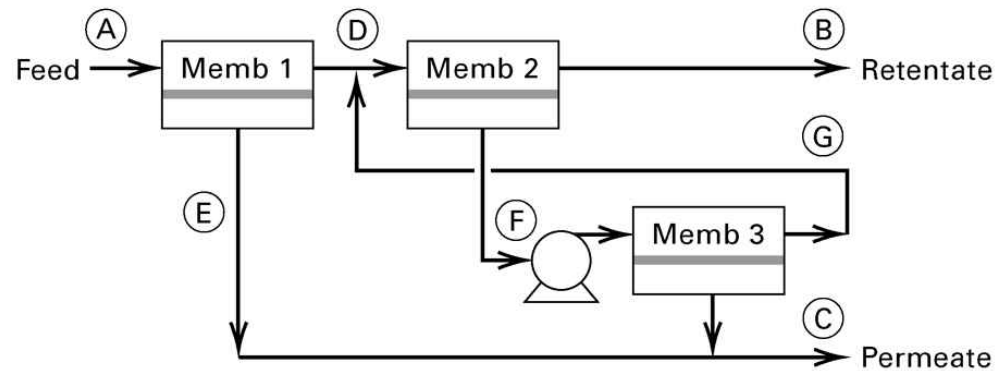 A
D
B
Feed
Memb 1
Memb 2
Retentate
G
E
F
Memb 3
C
Permeate